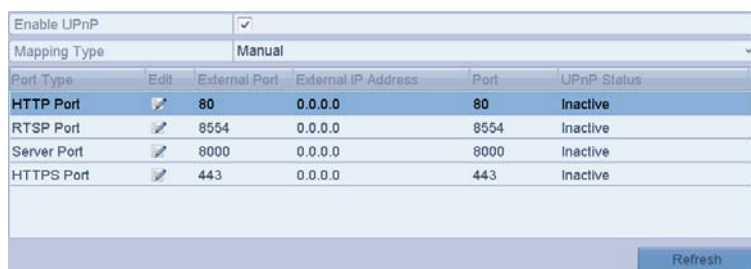 Enable UPnP
Mapping Type Manual
Port Type Edit External Port External IP Address Port UPnP Status
HTTP Port 80 0.0.0.0 80 Inactive
RTSP Port 8554 0.0.0.0 8554 Inactive
Server Port 8000 0.0.0.0 8000 Inactive
HTTPS Port 443 0.0.0.0 443 Inactive
Refresh